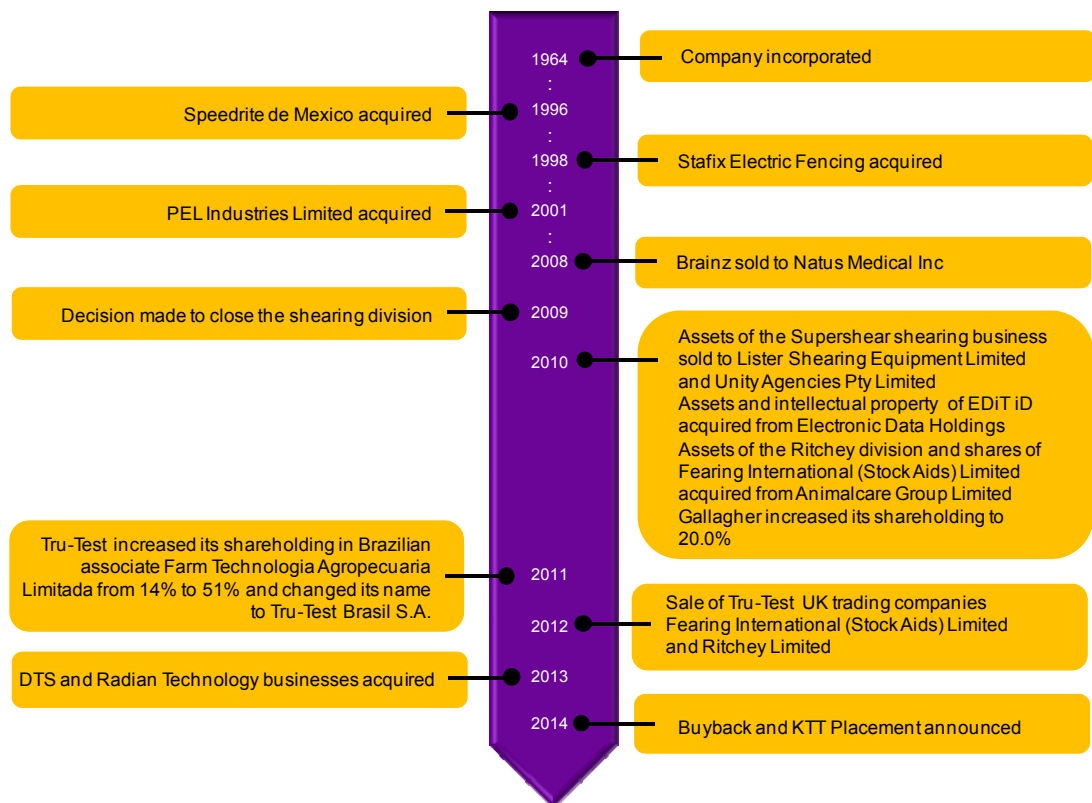 1964
Company incorporated
:
Speedrite de Mexico acquired
1996
:
1998
Stafix Electric Fencing acquired
:
PEL Industries Limited acquired
2001
:
2008
Brainz sold to Natus Medical Inc
Decision made to close the shearing division
2009
2010
Assets of the Supershear shearing business
sold to Lister Shearing Equipment Limited
and Unity Agencies Pty Limited
Assets and intellectual property of EDiT iD
acquired from Electronic Data Holdings
Assets of the Ritchey division and shares of
Fearing International (Stock Aids) Limited
acquired from Animalcare Group Limited
Gallagher increased its shareholding to
20.0%
Tru-Test increased its shareholding in Brazilian
associate Farm Technologia Agropecuaria
Limitada from 14% to 51% and changed its name
to Tru-Test Brasil S.A.
2011
2012
Sale of Tru-Test UK trading companies
Fearing International (Stock Aids) Limited
and Ritchey Limited
DTS and Radian Technology businesses acquired
2013
2014
Buyback and KTT Placement announced